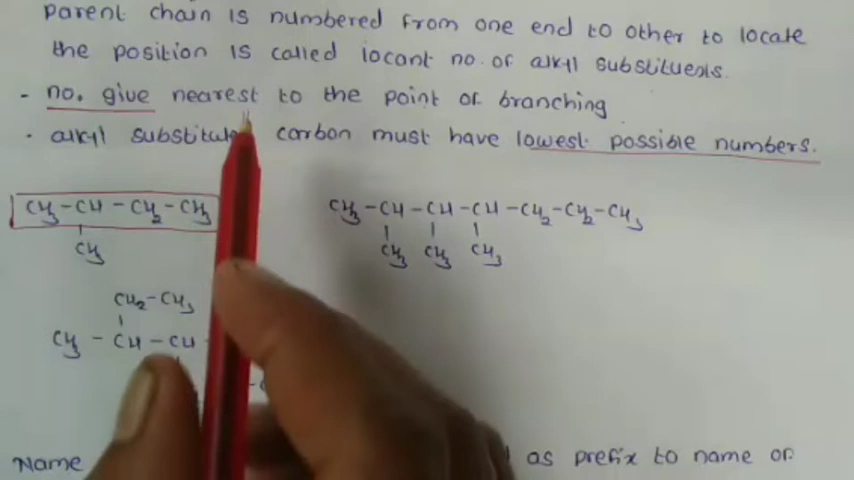 parent chain is numbered from one end to other to locate
the position is called locant no. of alkyl substituents.
- no. give nearest to the point of branching
- alkyl carbon must have lowest possible numbers.
CH3-CH-CH2-CH3
CH3
CH3-CH-CH-CH-CH2-CH2-CH3
CH3 CH3 CH3
CH2-CH3
CH3-CH-CH-
Name as prefix to name of